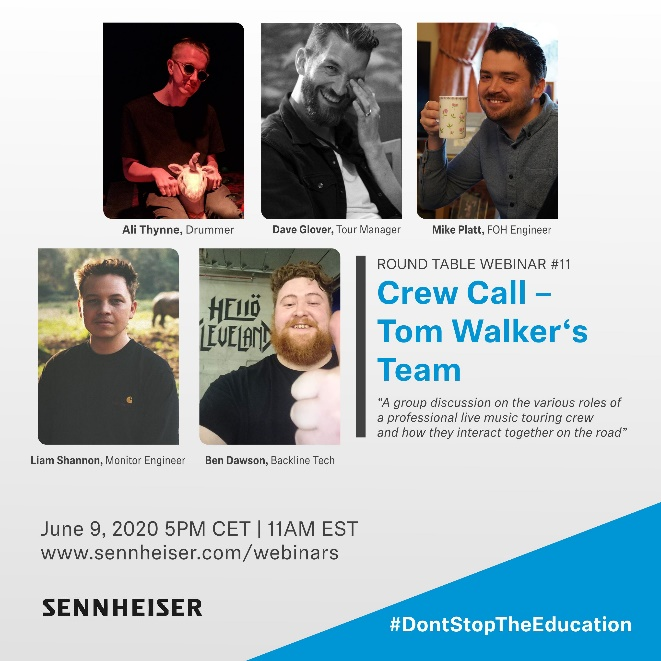 Ali Thynne, Drummer
Dave Glover, Tour Manager
Mike Platt, FOH Engineer
HELLÖ
CLEVELAND
Liam Shannon, Monitor Engineer
Ben Dawson, Backline Tech
ROUND TABLE WEBINAR #11
Crew Call –
Tom Walker‘s
Team
“A group discussion on the various roles of
a professional live music touring crew
and how they interact together on the road”
June 9, 2020 5PM CET | 11AM EST
www.sennheiser.com/webinars
SENNHEISER
#DontStopTheEducation